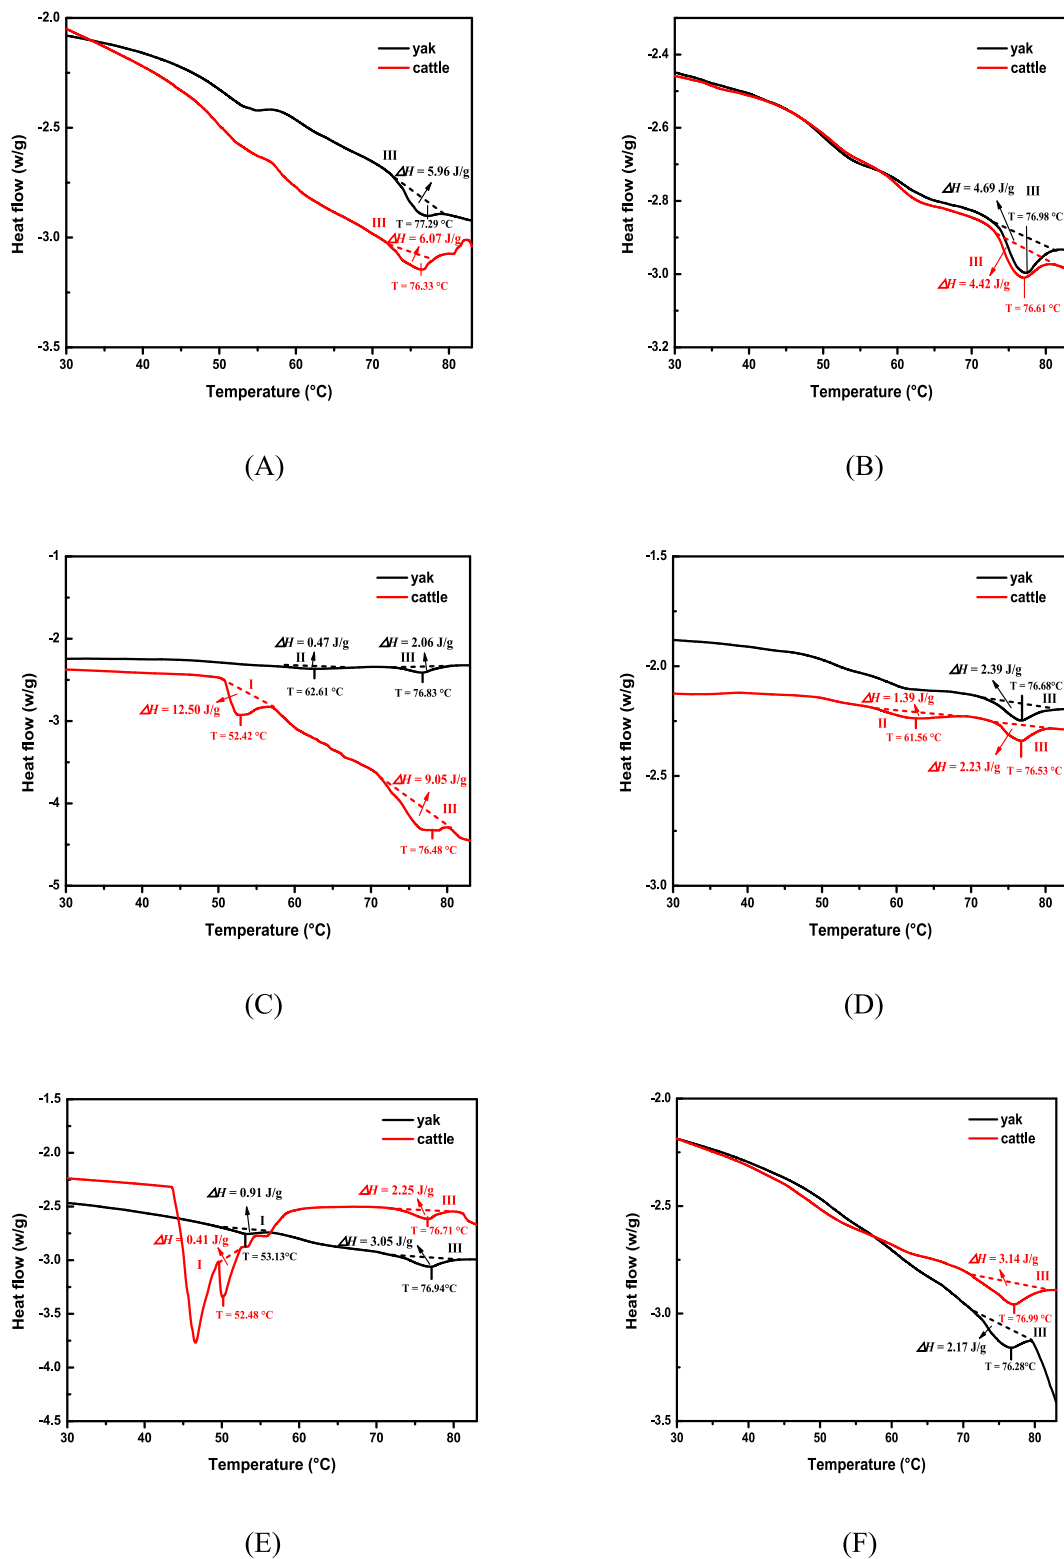 -2.0
-2.5
-3.0
-3.5
Heat flow (w/g)
yak
cattle
III
ΔH = 5.96 J/g
T = 77.29 °C
III
ΔH = 6.07 J/g
T = 76.33 °C
30 40 50 60 70 80
Temperature (°C)
(A)
-2.4
-2.6
-2.8
-3.0
-3.2
Heat flow (w/g)
yak
cattle
ΔH = 4.69 J/g
III
T = 76.98 °C
III
ΔH = 4.42 J/g
T = 76.61 °C
30 40 50 60 70 80
Temperature (°C)
(B)
-1
-2
-3
-4
-5
Heat flow (w/g)
yak
cattle
ΔH = 0.47 J/g
II
T = 62.61 °C
ΔH = 2.06 J/g
III
T = 76.83 °C
I
ΔH = 12.50 J/g
T = 52.42 °C
ΔH = 9.05 J/g
III
T = 76.48 °C
30 40 50 60 70 80
Temperature (°C)
(C)
-1.5
-2.0
-2.5
-3.0
Heat flow (w/g)
yak
cattle
ΔH = 2.39 J/g
T = 76.68°C
III
ΔH = 1.39 J/g
II
T = 61.56 °C
III
ΔH = 2.23 J/g
T = 76.53 °C
30 40 50 60 70 80
Temperature (°C)
(D)
-1.5
-2.0
-2.5
-3.0
-3.5
-4.0
-4.5
Heat flow (w/g)
yak
cattle
ΔH = 0.91 J/g
I
T = 53.13°C
ΔH = 2.25 J/g
III
T = 76.71 °C
ΔH = 0.41 J/g
I
T = 52.48 °C
ΔH = 3.05 J/g
III
T = 76.94°C
30 40 50 60 70 80
Temperature (°C)
(E)
-2.0
-2.5
-3.0
-3.5
Heat flow (w/g)
yak
cattle
ΔH = 3.14 J/g
III
T = 76.99 °C
III
ΔH = 2.17 J/g
T = 76.28°C
30 40 50 60 70 80
Temperature (°C)
(F)